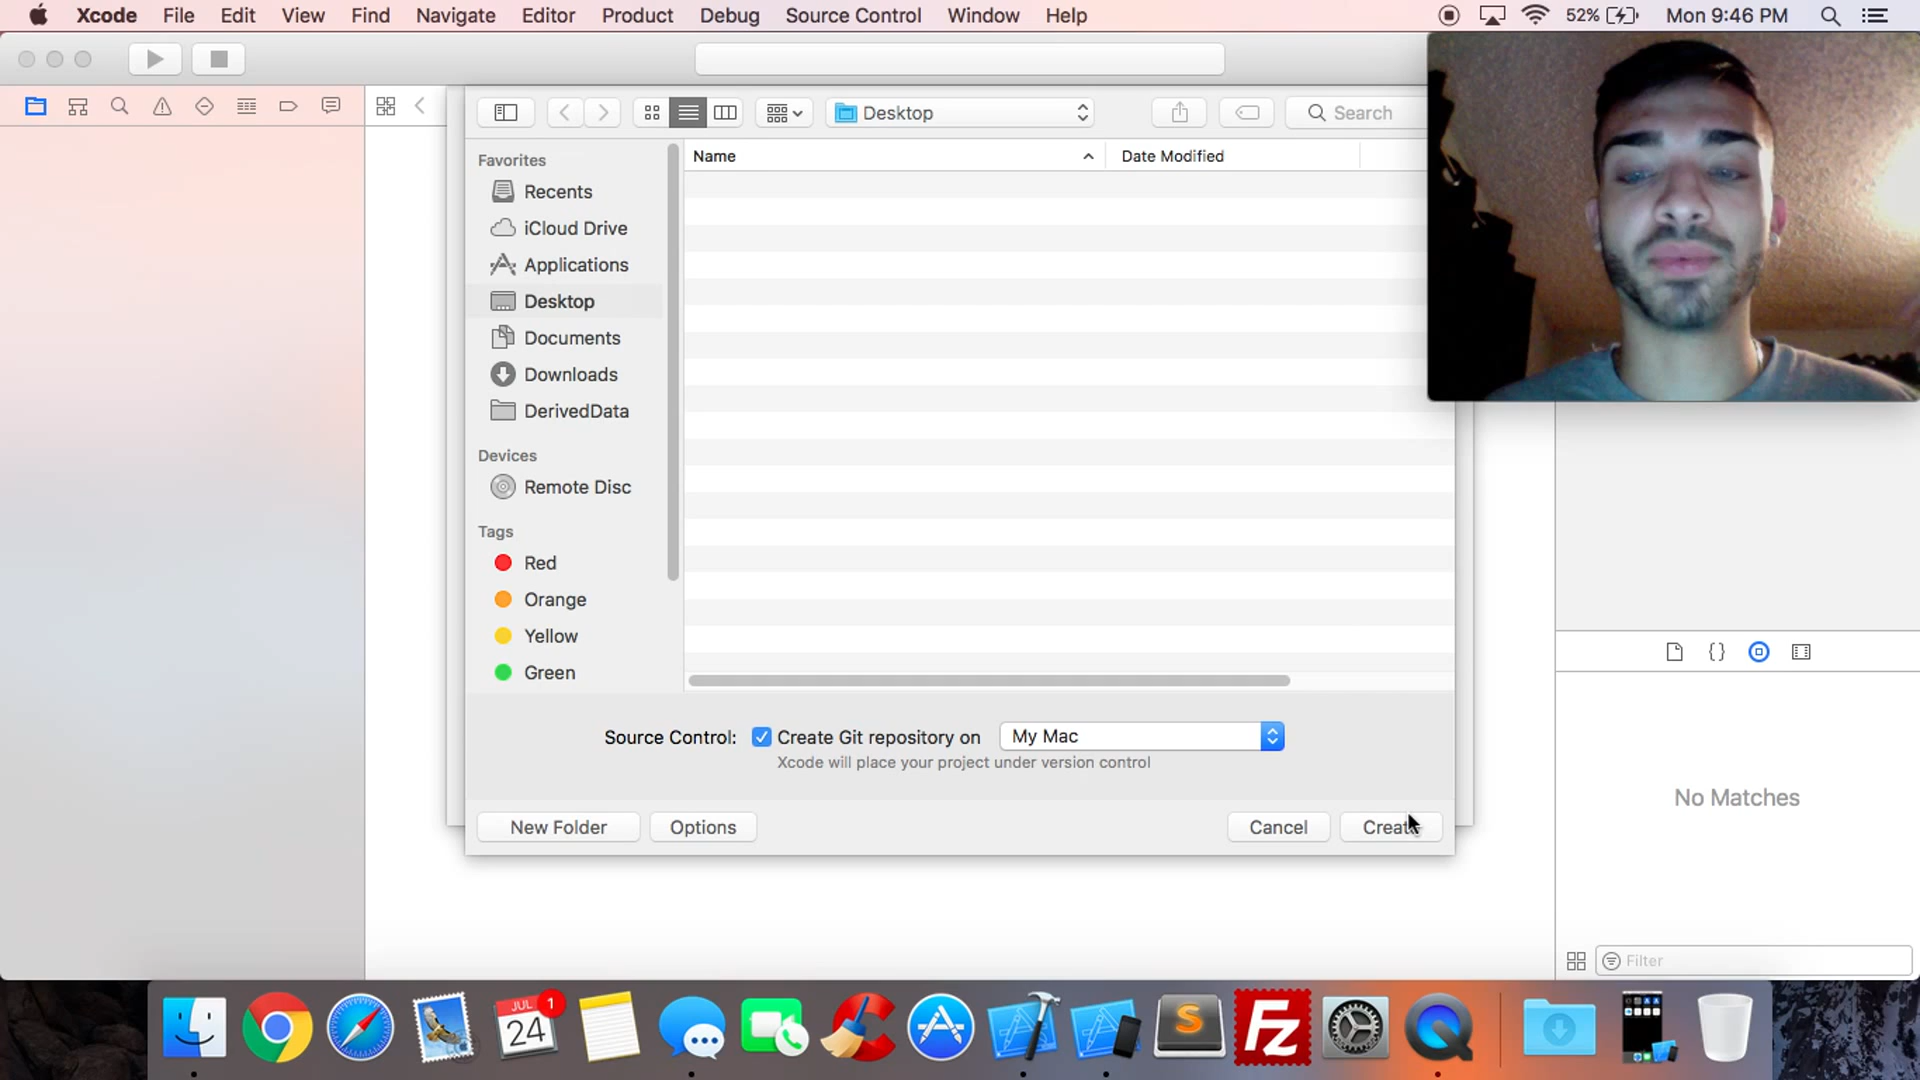 Xcode File Edit View Find Navigate Editor Product Debug Source Control Window Help 52% Mon 9:46 PM
Desktop
Search
Favorites
Name Date Modified
Recents
iCloud Drive
Applications
Desktop
Documents
Downloads
DerivedData
Devices
Remote Disc
Tags
Red
Orange
Yellow
Green
Source Control: Create Git repository on My Mac
Xcode will place your project under version control
No Matches
New Folder Options Cancel Create
Filter
JUL 1
24
S
Fz